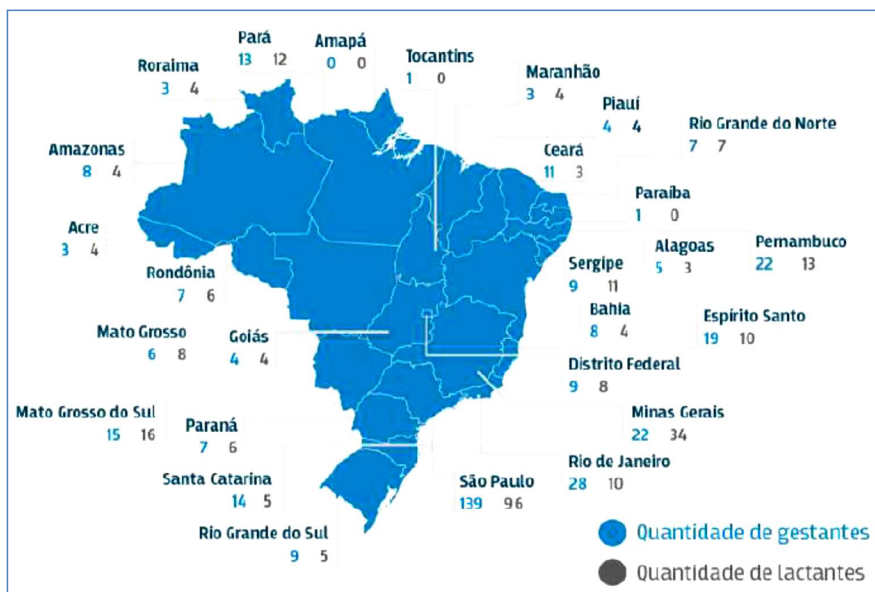 Pará
13 12
Amapá
0 0
Tocantins
1 0
Roraima
3 4
Maranhão
3 4
Piauí
4 4
Rio Grande do Norte
7 7
Amazonas
8 4
Ceará
11 3
Paraíba
1 0
Acre
3 4
Pernambuco
22 13
Alagoas
5 3
Sergipe
9 11
Rondônia
7 6
Bahia
8 4
Espírito Santo
19 10
Mato Grosso
6 8
Goiás
4 4
Distrito Federal
9 8
Mato Grosso do Sul
15 16
Paraná
7 6
Minas Gerais
22 34
Rio de Janeiro
28 10
Santa Catarina
14 5
São Paulo
139 96
Rio Grande do Sul
9 5
Quantidade de gestantes
Quantidade de lactantes